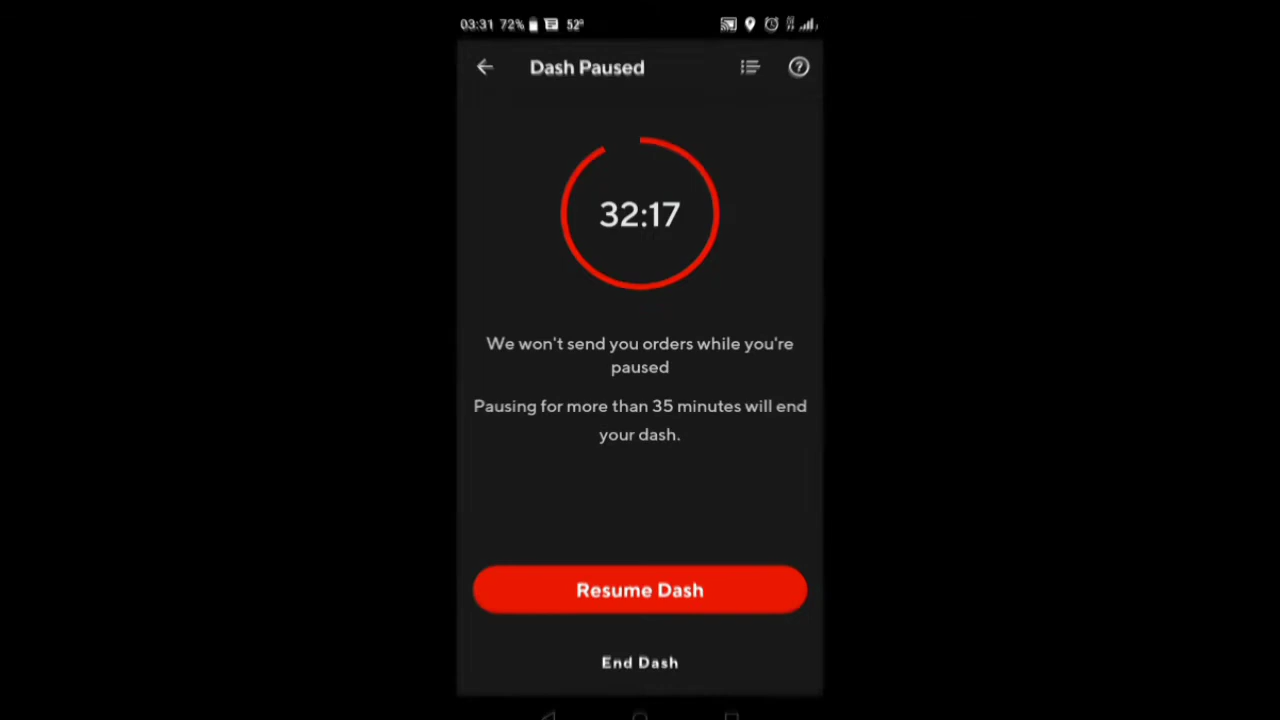 03:31 72% 52°
Dash Paused
32:17
We won't send you orders while you're
paused
Pausing for more than 35 minutes will end
your dash.
Resume Dash
End Dash